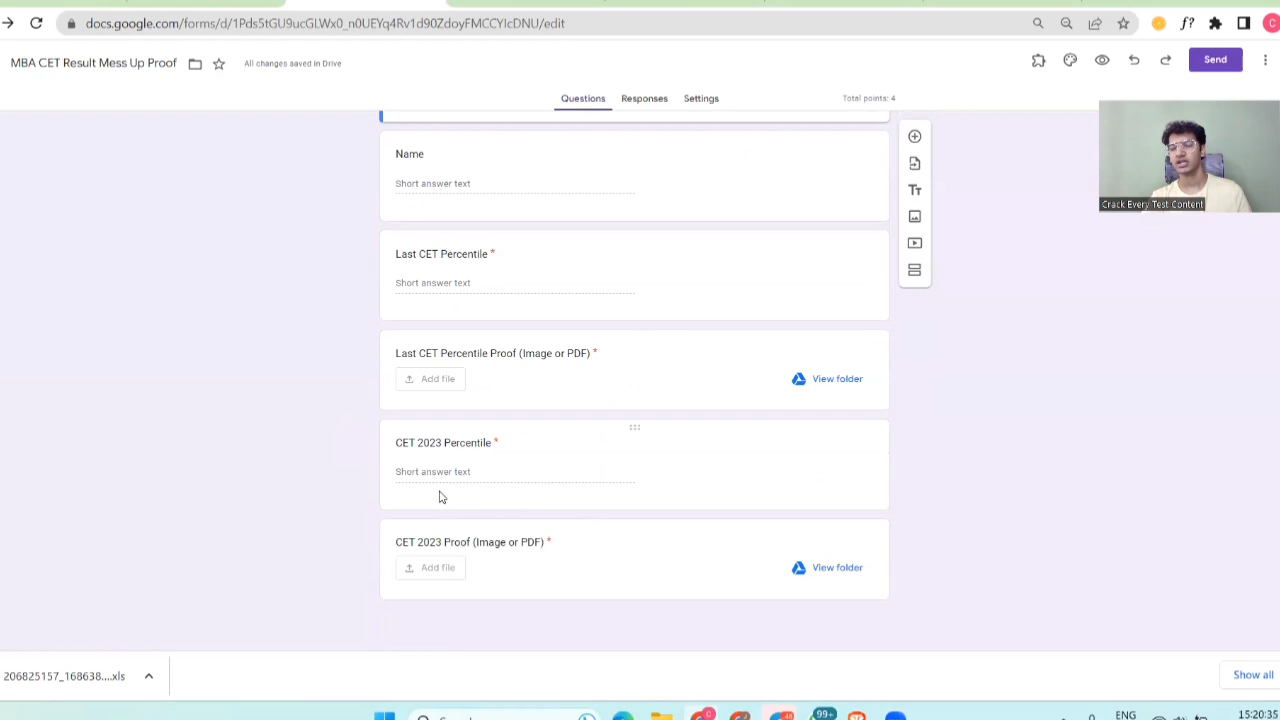 docs.google.com/forms/d/1Pds5tGU9ucGLWx0_n0UEYq4Rv1d90ZdoyFMCCYIcDNU/edit
f?
C
MBA CET Result Mess Up Proof
All changes saved in Drive
Send
Questions
Responses
Settings
Total points: 4
Name
Short answer text
Last CET Percentile *
Short answer text
Last CET Percentile Proof (Image or PDF) *
Add file
View folder
CET 2023 Percentile *
Short answer text
CET 2023 Proof (Image or PDF) *
Add file
View folder
Tt
Crack Every Test Content
206825157_168638....xls
Show all
99+
ENG
15:20:35